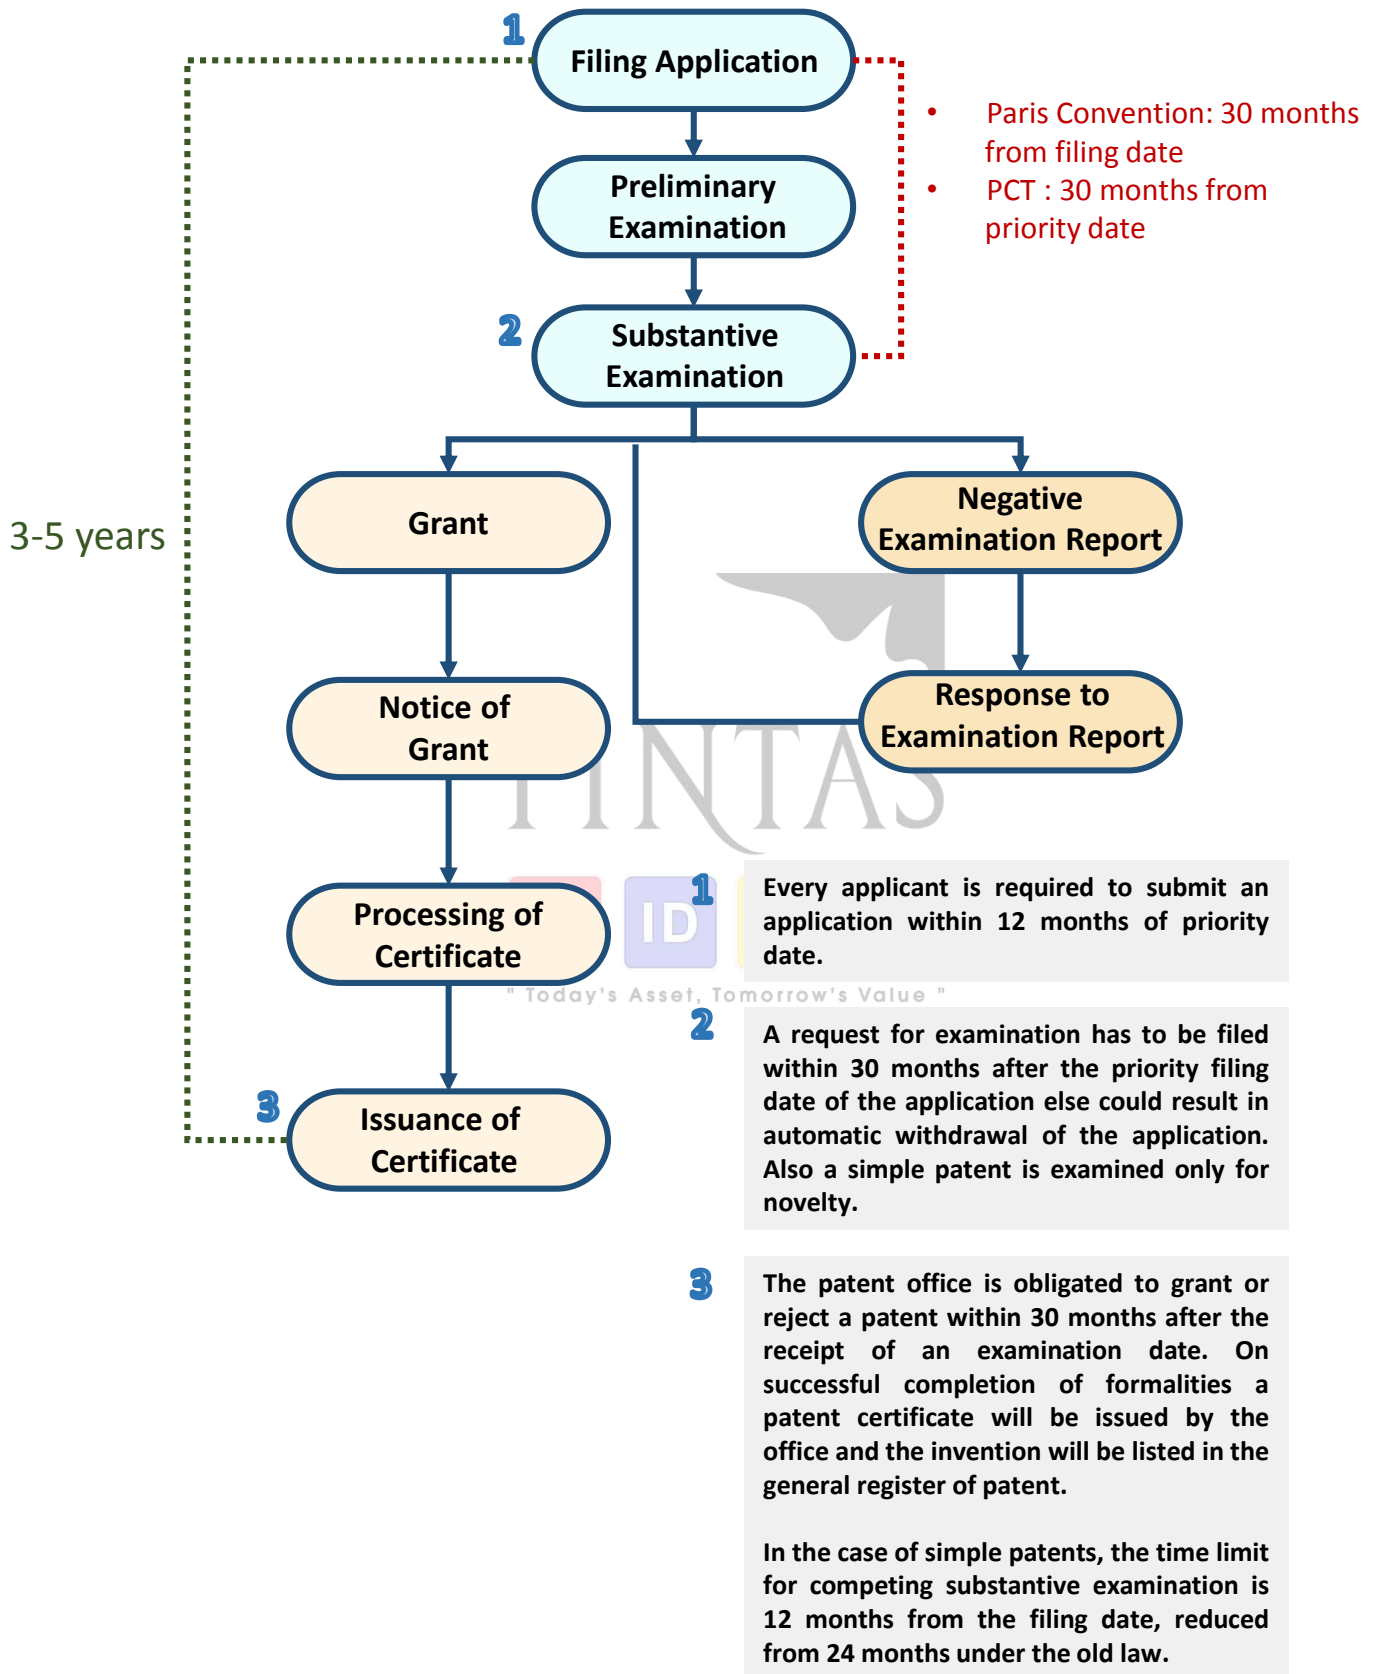 1
Filing Application
• Paris Convention: 30 months
from filing date
• PCT : 30 months from
priority date
Preliminary
Examination
2
Substantive
Examination
3-5 years
Grant
Negative
Examination Report
Notice of
Grant
Response to
Examination Report
Processing of
Certificate
ID
" Today's Asset, Tomorrow's Value "
3
Issuance of
Certificate
1
Every applicant is required to submit an
application within 12 months of priority
date.
2
A request for examination has to be filed
within 30 months after the priority filing
date of the application else could result in
automatic withdrawal of the application.
Also a simple patent is examined only for
novelty.
3
The patent office is obligated to grant or
reject a patent within 30 months after the
receipt of an examination date. On
successful completion of formalities a
patent certificate will be issued by the
office and the invention will be listed in the
general register of patent.
In the case of simple patents, the time limit
for competing substantive examination is
12 months from the filing date, reduced
from 24 months under the old law.